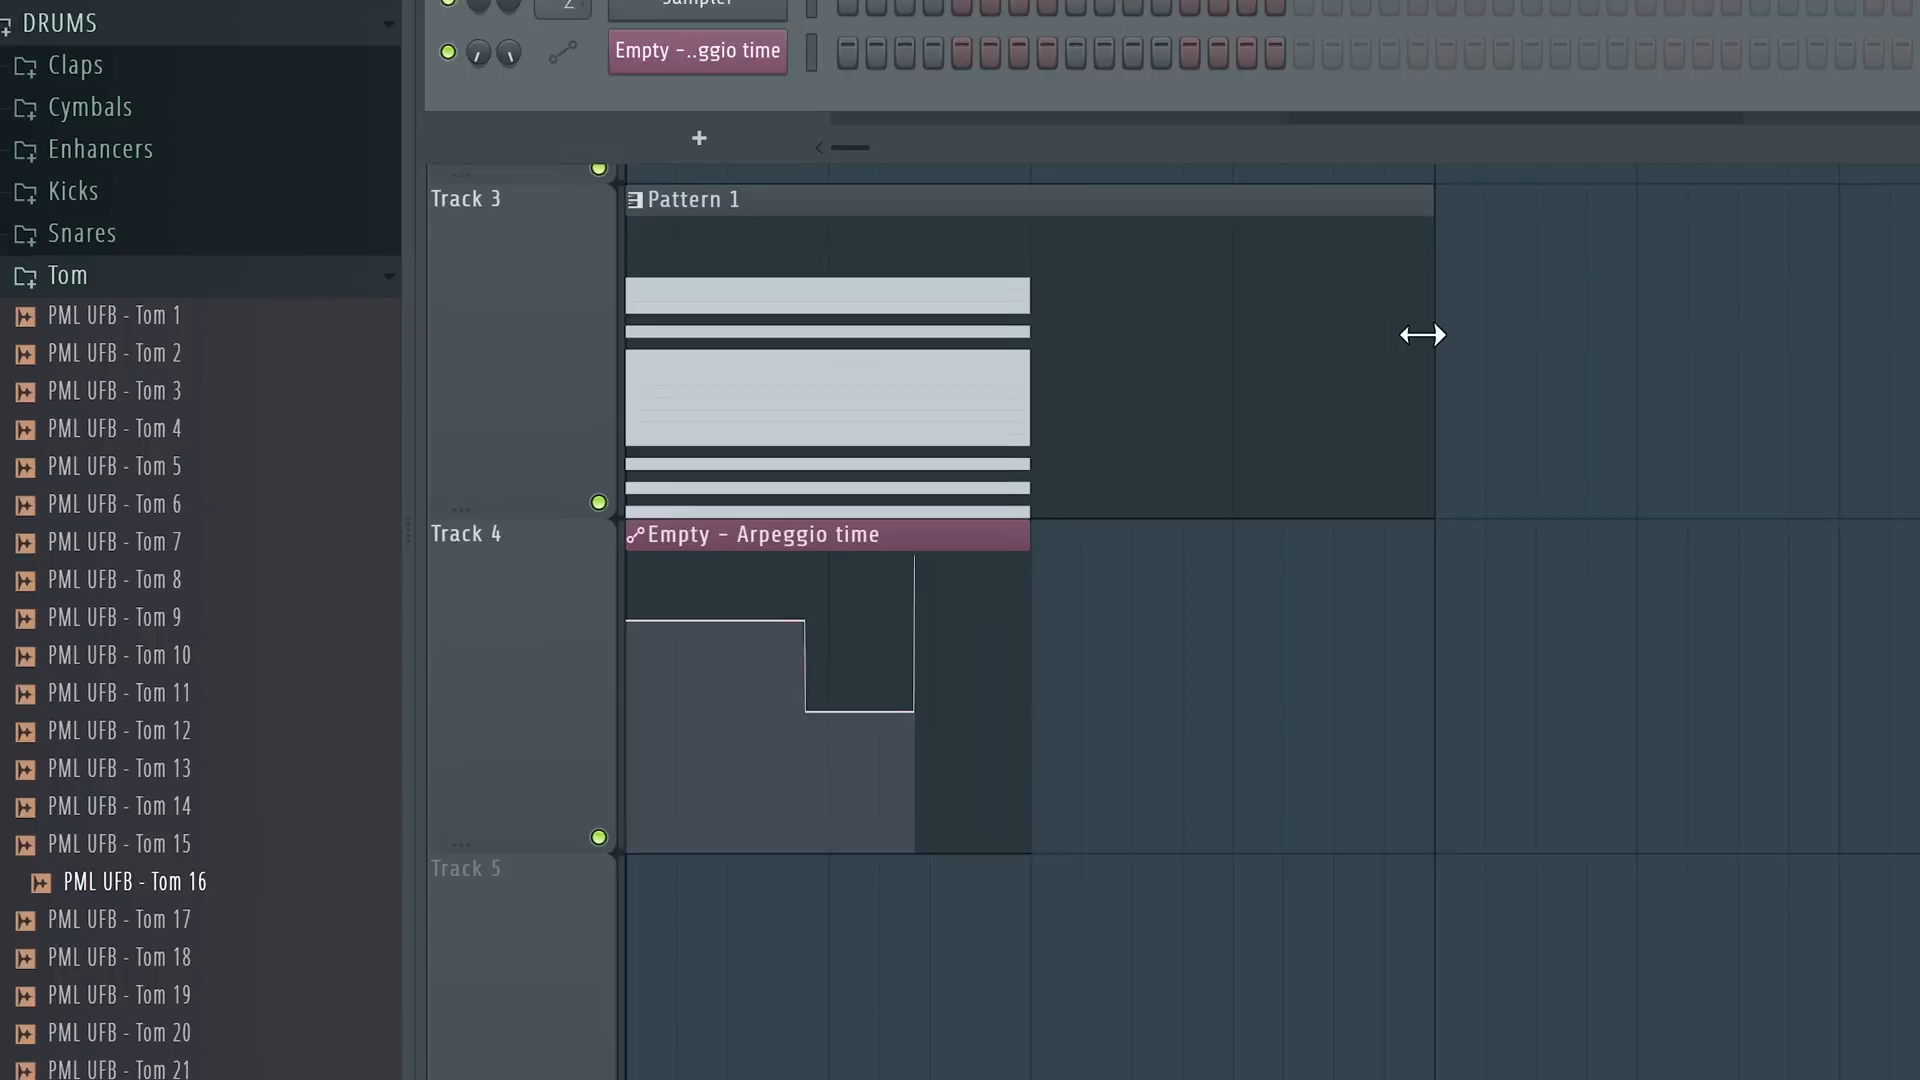 DRUMS
Claps
Cymbals
Enhancers
Kicks
Snares
Tom
PML UFB - Tom 1
PML UFB - Tom 2
PML UFB - Tom 3
PML UFB - Tom 4
PML UFB - Tom 5
PML UFB - Tom 6
PML UFB - Tom 7
PML UFB - Tom 8
PML UFB - Tom 9
PML UFB - Tom 10
PML UFB - Tom 11
PML UFB - Tom 12
PML UFB - Tom 13
PML UFB - Tom 14
PML UFB - Tom 15
PML UFB - Tom 16
PML UFB - Tom 17
PML UFB - Tom 18
PML UFB - Tom 19
PML UFB - Tom 20
PML UFB - Tom 21
2
Sampler
Empty -..ggio time
+
Track 3
Pattern 1
Track 4
Empty - Arpeggio time
Track 5